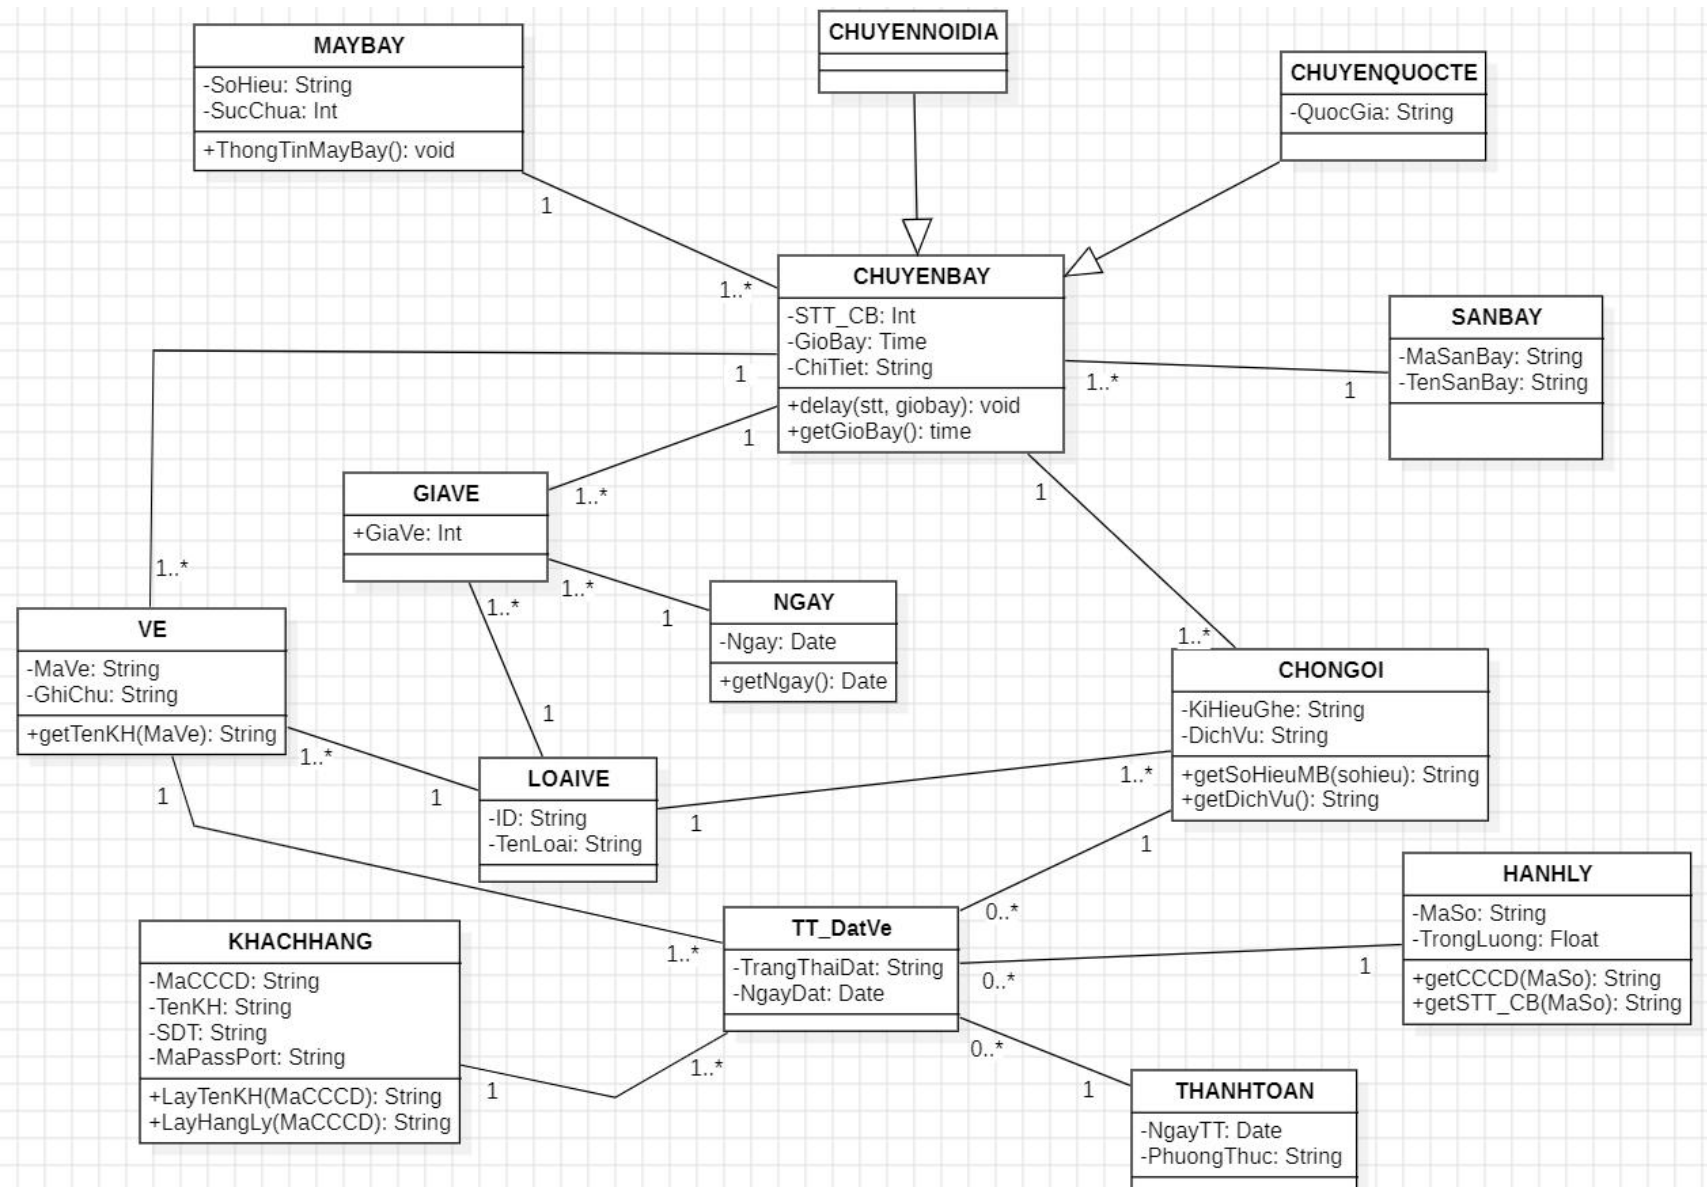 MAYBAY
-SoHieu: String
-SucChua: Int
+ThongTinMayBay(): void
1
1..*
CHUYENNOIDIA
CHUYENQUOCTE
-QuocGia: String
CHUYENBAY
-STT_CB: Int
-GioBay: Time
-ChiTiet: String
+delay(stt, giobay): void
+getGioBay(): time
1..*
1
SANBAY
-MaSanBay: String
-TenSanBay: String
1
1..*
1
1..*
GIAVE
+GiaVe: Int
1..*
1
NGAY
-Ngay: Date
+getNgay(): Date
1..*
1
1
1..*
VE
-MaVe: String
-GhiChu: String
+getTenKH(MaVe): String
1..*
1
LOAIVE
-ID: String
-TenLoai: String
1
1..*
CHONGOI
-KiHieuGhe: String
-DichVu: String
+getSoHieuMB(sohieu): String
+getDichVu(): String
1
0..*
1
1..*
TT_DatVe
-TrangThaiDat: String
-NgayDat: Date
0..*
1
HANHLY
-MaSo: String
-TrongLuong: Float
+getCCCD(MaSo): String
+getSTT_CB(MaSo): String
KHACHHANG
-MaCCCD: String
-TenKH: String
-SDT: String
-MaPassPort: String
+LayTenKH(MaCCCD): String
+LayHangLy(MaCCCD): String
1
1..*
0..*
1
THANHTOAN
-NgayTT: Date
-PhuongThuc: String